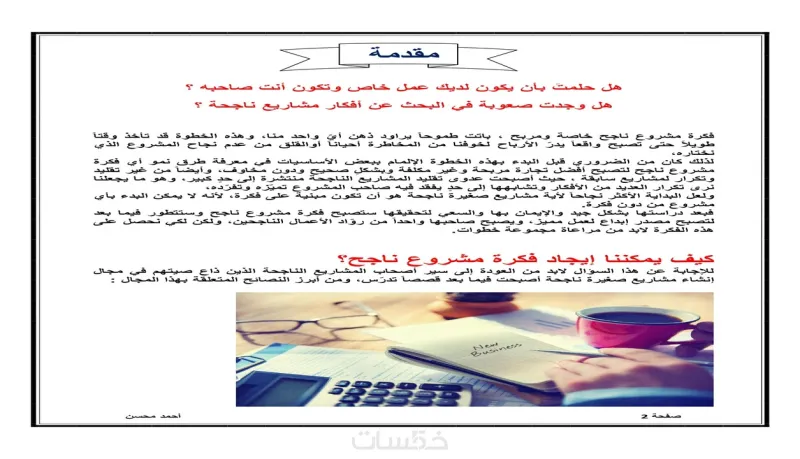 مقدمة
هل حلمت بأن يكون لديك عمل خاص وتكون أنت صاحبه ؟
هل وجدت صعوبة في البحث عن أفكار مشاريع ناجحة ؟
فكرة مشروع ناجح خاصة ومربح ، باتت طموحاً يراود ذهن أيّ واحد منا، وهذه الخطوة قد تأخذ وقتاً
طويلاً حتى تصبح واقعاً يدرّ الأرباح لخوفنا من المخاطرة أحياناً أوالقلق من عدم نجاح المشروع الذي
نختاره.
لذلك كان من الضروري قبل البدء بهذه الخطوة الإلمام ببعض الأساسيات في معرفة طرق نمو أي فكرة
مشروع ناجح لتصبح أفضل تجارة مربحة وغير مكلفة وبشكل صحيح ودون مخاوف، وأيضاً من غير تقليد
وتكرار لمشاريع سابقة ، حيث أصبحت عدوى تقليد المشاريع الناجحة منتشرة إلى حدٍ كبير، وهو ما يجعلنا
نرى تكرار العديد من الأفكار وتشابهها إلى حدٍ يفقد فيه صاحب المشروع تميّزه وتفرّده.
ولعل البداية الأكثر نجاحاً لأية مشاريع صغيرة ناجحة هو أن تكون مبنية على فكرة، لأنه لا يمكن البدء بأي
مشروع من دون فكرة.
فبعد دراستها بشكل جيد والإيمان بها والسعي لتحقيقها ستصبح فكرة مشروع ناجح وستتطور فيما بعد
لتصبح مصدر إبداع لعمل مميز، ويصبح صاحبها واحداً من روّاد الأعمال الناجحين، ولكن لكي نحصل على
هذه الفكرة لابد من مراعاة مجموعة خطوات.
كيف يمكننا إيجاد فكرة مشروع ناجح؟
للإجابة عن هذا السؤال لابد من العودة إلى سير أصحاب المشاريع الناجحة الذين ذاع صيتهم في مجال
إنشاء مشاريع صغيرة ناجحة أصبحت فيما بعد قصصاً تدرّس، ومن أبرز النصائح المتعلقة بهذا المجال :
New
Business
صفحة 2
أحمد محسن
خمسات